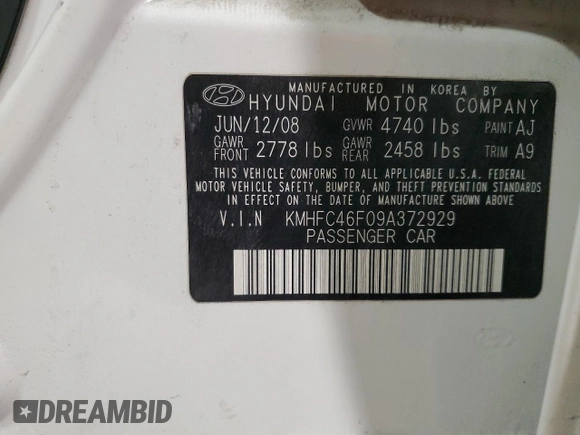 MANUFACTURED IN KOREA BY
HYUNDAI MOTOR COMPANY
JUN/12/08 GVWR 4740 lbs PAINT AJ
GAWR FRONT 2778 lbs GAWR REAR 2458 lbs TRIM A9
THIS VEHICLE CONFORMS TO ALL APPLICABLE U.S.A. FEDERAL
MOTOR VEHICLE SAFETY, BUMPER, AND THEFT PREVENTION STANDARDS
IN EFFECT ON THE DATE OF MANUFACTURE SHOWN ABOVE
V.I.N KMHFC46F09A372929
PASSENGER CAR
DREAMBID